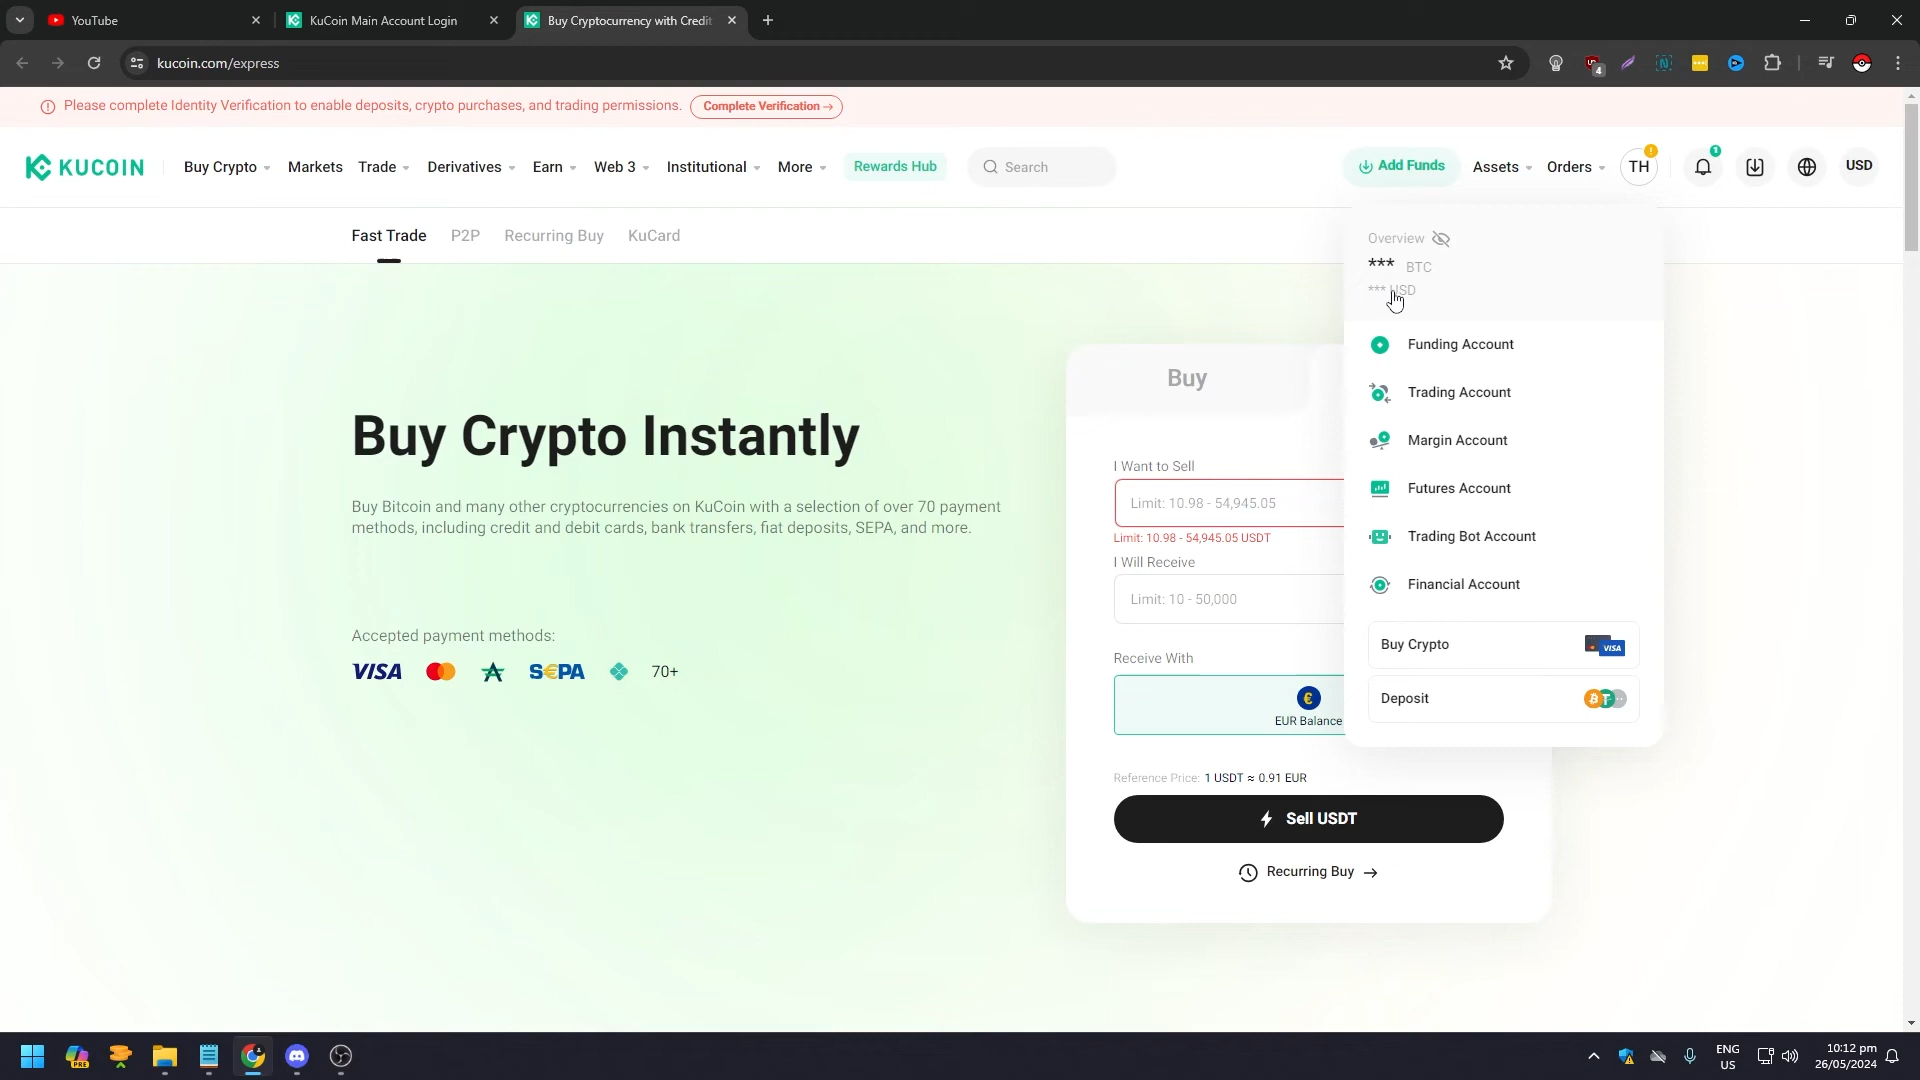 YouTube
KuCoin Main Account Login
Buy Cryptocurrency with Credit
kucoin.com/express
4
Please complete Identity Verification to enable deposits, crypto purchases, and trading permissions. Complete Verification →
KUCOIN
Buy Crypto
Markets
Trade
Derivatives
Earn
Web 3
Institutional
More
Rewards Hub
Search
Add Funds
Assets
Orders
TH
1
USD
Fast Trade
P2P
Recurring Buy
KuCard
Overview
*** BTC
*** USD
Funding Account
Trading Account
Margin Account
Futures Account
Trading Bot Account
Financial Account
Buy Crypto
VISA
Deposit
Buy Crypto Instantly
Buy Bitcoin and many other cryptocurrencies on KuCoin with a selection of over 70 payment
methods, including credit and debit cards, bank transfers, fiat deposits, SEPA, and more.
Accepted payment methods:
VISA
S€PA
70+
Buy
I Want to Sell
Limit: 10.98 - 54,945.05
Limit: 10.98 - 54,945.05 USDT
I Will Receive
Limit: 10 - 50,000
Receive With
€
EUR Balance
Reference Price: 1 USDT ≈ 0.91 EUR
Sell USDT
Recurring Buy →
PRE
ENG
US
10:12 pm
26/05/2024